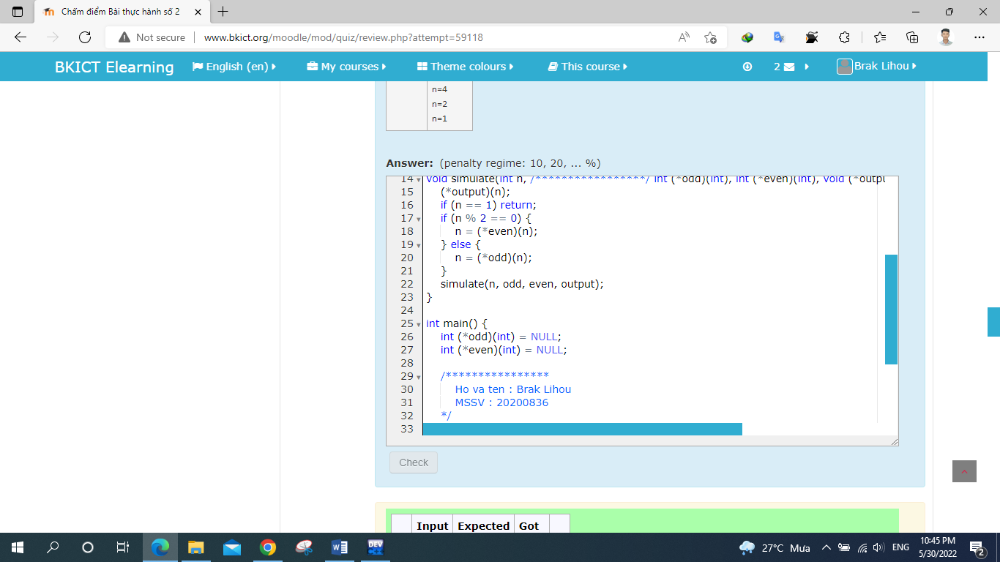 Chấm điểm Bài thực hành số 2
Not secure www.bkict.org/moodle/mod/quiz/review.php?attempt=59118
BKICT Elearning English (en) My courses Theme colours This course 2 Brak Lihou
n=4
n=2
n=1
Answer: (penalty regime: 10, 20, ... %)
14 void simulate(int n, /*****************/ int (*odd)(int), int (*even)(int), void (*outpu
15 (*output)(n);
16 if (n == 1) return;
17 if (n % 2 == 0) {
18 n = (*even)(n);
19 } else {
20 n = (*odd)(n);
21 }
22 simulate(n, odd, even, output);
23 }
24
25 int main() {
26 int (*odd)(int) = NULL;
27 int (*even)(int) = NULL;
28
29 /****************
30 Ho va ten : Brak Lihou
31 MSSV : 20200836
32 */
33
Check
Input Expected Got
DEV
27°C Mưa ENG 10:45 PM
5/30/2022 2